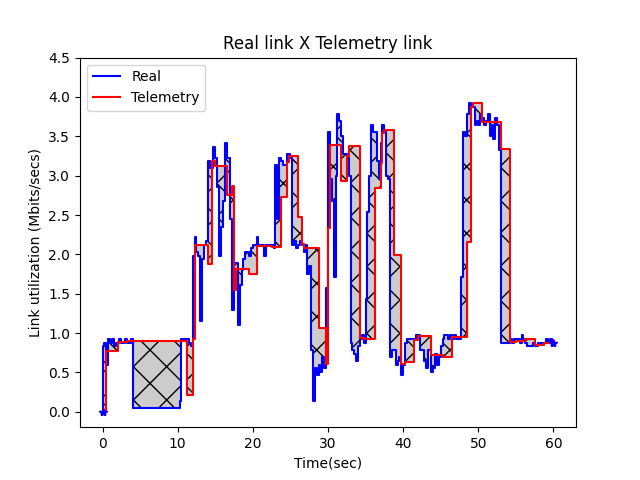 Real link X Telemetry link
Real
Telemetry
Link utilization (Mbits/secs)
4.5
4.0
3.5
3.0
2.5
2.0
1.5
1.0
0.5
0.0
0 10 20 30 40 50 60
Time(sec)